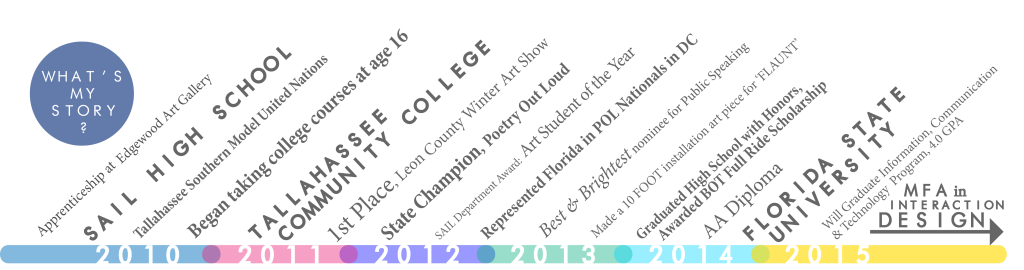 WHAT'S
MY
STORY
?
Apprenticeship at Edgewood Art Gallery
SAIL HIGH SCHOOL
Tallahassee Southern Model United Nations
Began taking college courses at age 16
TALLAHASSEE
COMMUNITY COLLEGE
1st Place, Leon County Winter Art Show
State Champion, Poetry Out Loud
SAIL Department Award: Art Student of the Year
Represented Florida in POL Nationals in DC
Best & Brightest nominee for Public Speaking
Made a 10 FOOT installation art piece for "FLAUNT"
Graduated High School with Honors,
Awarded BOT Full Ride Scholarship
AA Diploma
FLORIDA STATE
UNIVERSITY
Will Graduate Information, Communication
& Technology Program, 4.0 GPA
MFA in
INTERACTION
DESIGN
2010 2011 2012 2013 2014 2015